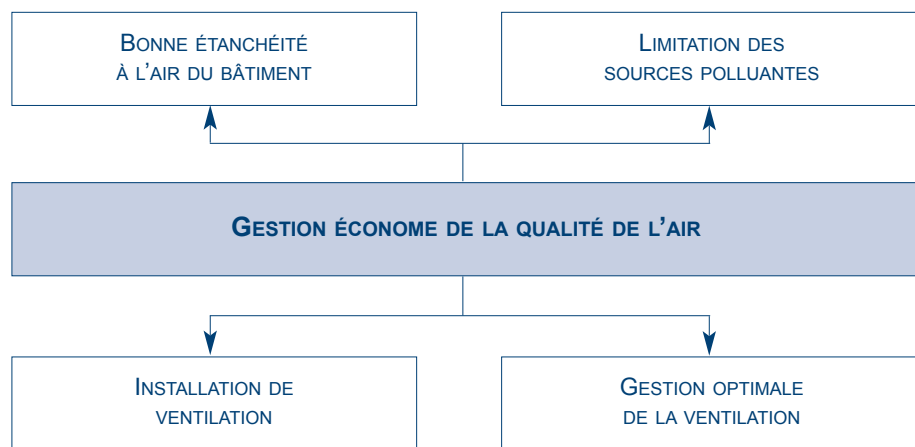 BONNE ÉTANCHÉITÉ
À L'AIR DU BÂTIMENT
LIMITATION DES
SOURCES POLLUANTES
GESTION ÉCONOME DE LA QUALITÉ DE L'AIR
INSTALLATION DE
VENTILATION
GESTION OPTIMALE
DE LA VENTILATION